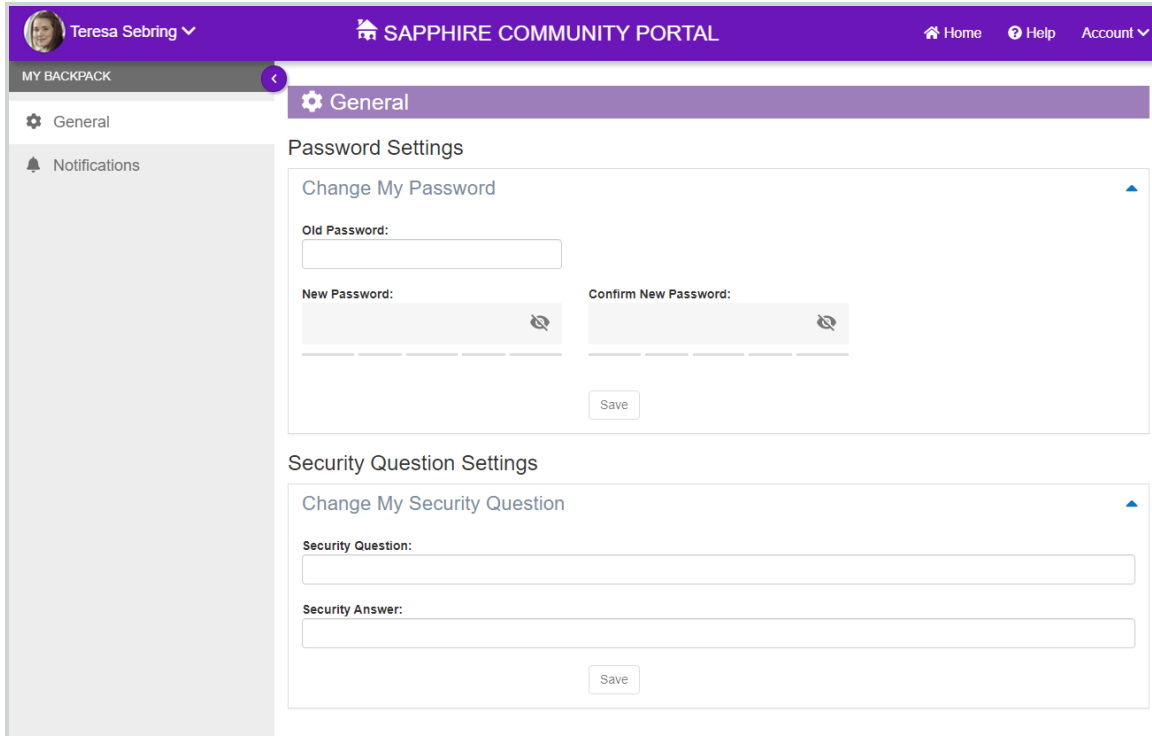 Teresa Sebring
SAPPHIRE COMMUNITY PORTAL
Home
Help
Account
MY BACKPACK
General
Notifications
General
Password Settings
Change My Password
Old Password:
New Password:
Confirm New Password:
Save
Security Question Settings
Change My Security Question
Security Question:
Security Answer:
Save